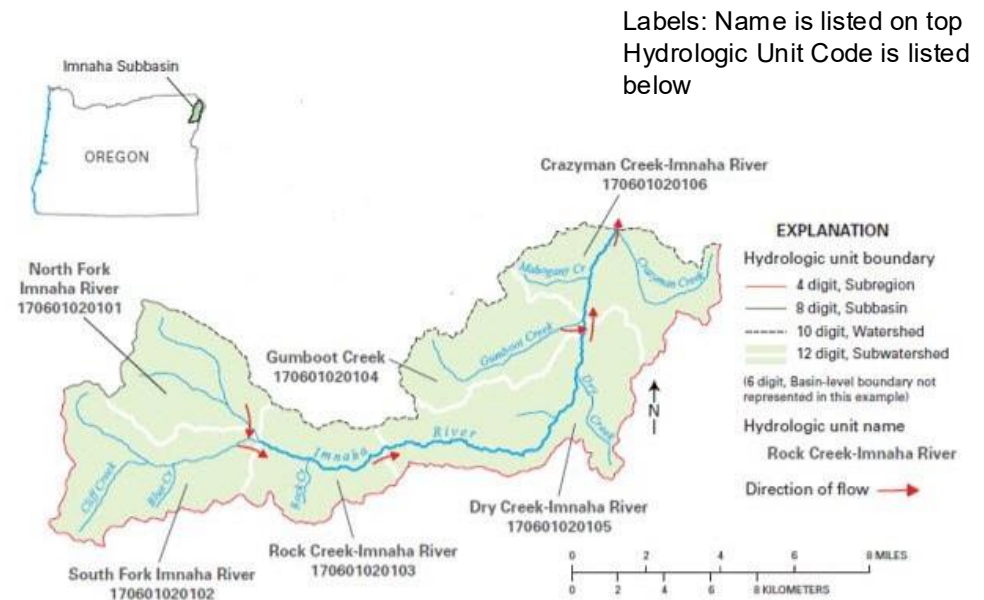 Labels: Name is listed on top
Hydrologic Unit Code is listed
below
Imnaha Subbasin
OREGON
Crazyman Creek-Imnaha River
170601020106
North Fork
Imnaha River
170601020101
Mahogany Cr
Crazyman Creek
Gumboot Creek
Gumboot Creek
170601020104
Dry Creek
Imnaha River
Cliff Creek
Blue Cr
Rock Cr
Dry Creek-Imnaha River
170601020105
Rock Creek-Imnaha River
170601020103
South Fork Imnaha River
170601020102
EXPLANATION
Hydrologic unit boundary
4 digit, Subregion
8 digit, Subbasin
10 digit, Watershed
12 digit, Subwatershed
(6 digit, Basin-level boundary not
represented in this example)
N
Hydrologic unit name
Rock Creek-Imnaha River
Direction of flow
0 2 4 6 8 MILES
0 2 4 6 8 KILOMETERS